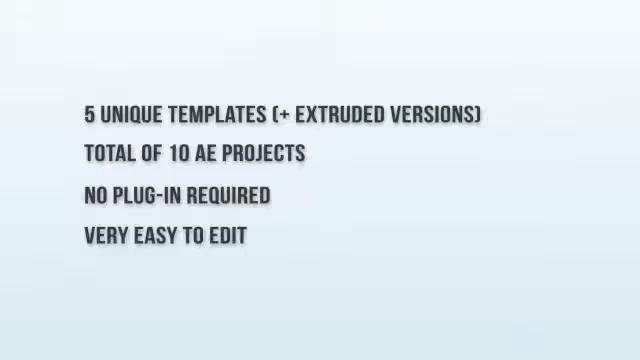 5 UNIQUE TEMPLATES (+ EXTRUDED VERSIONS)
TOTAL OF 10 AE PROJECTS
NO PLUG-IN REQUIRED
VERY EASY TO EDIT